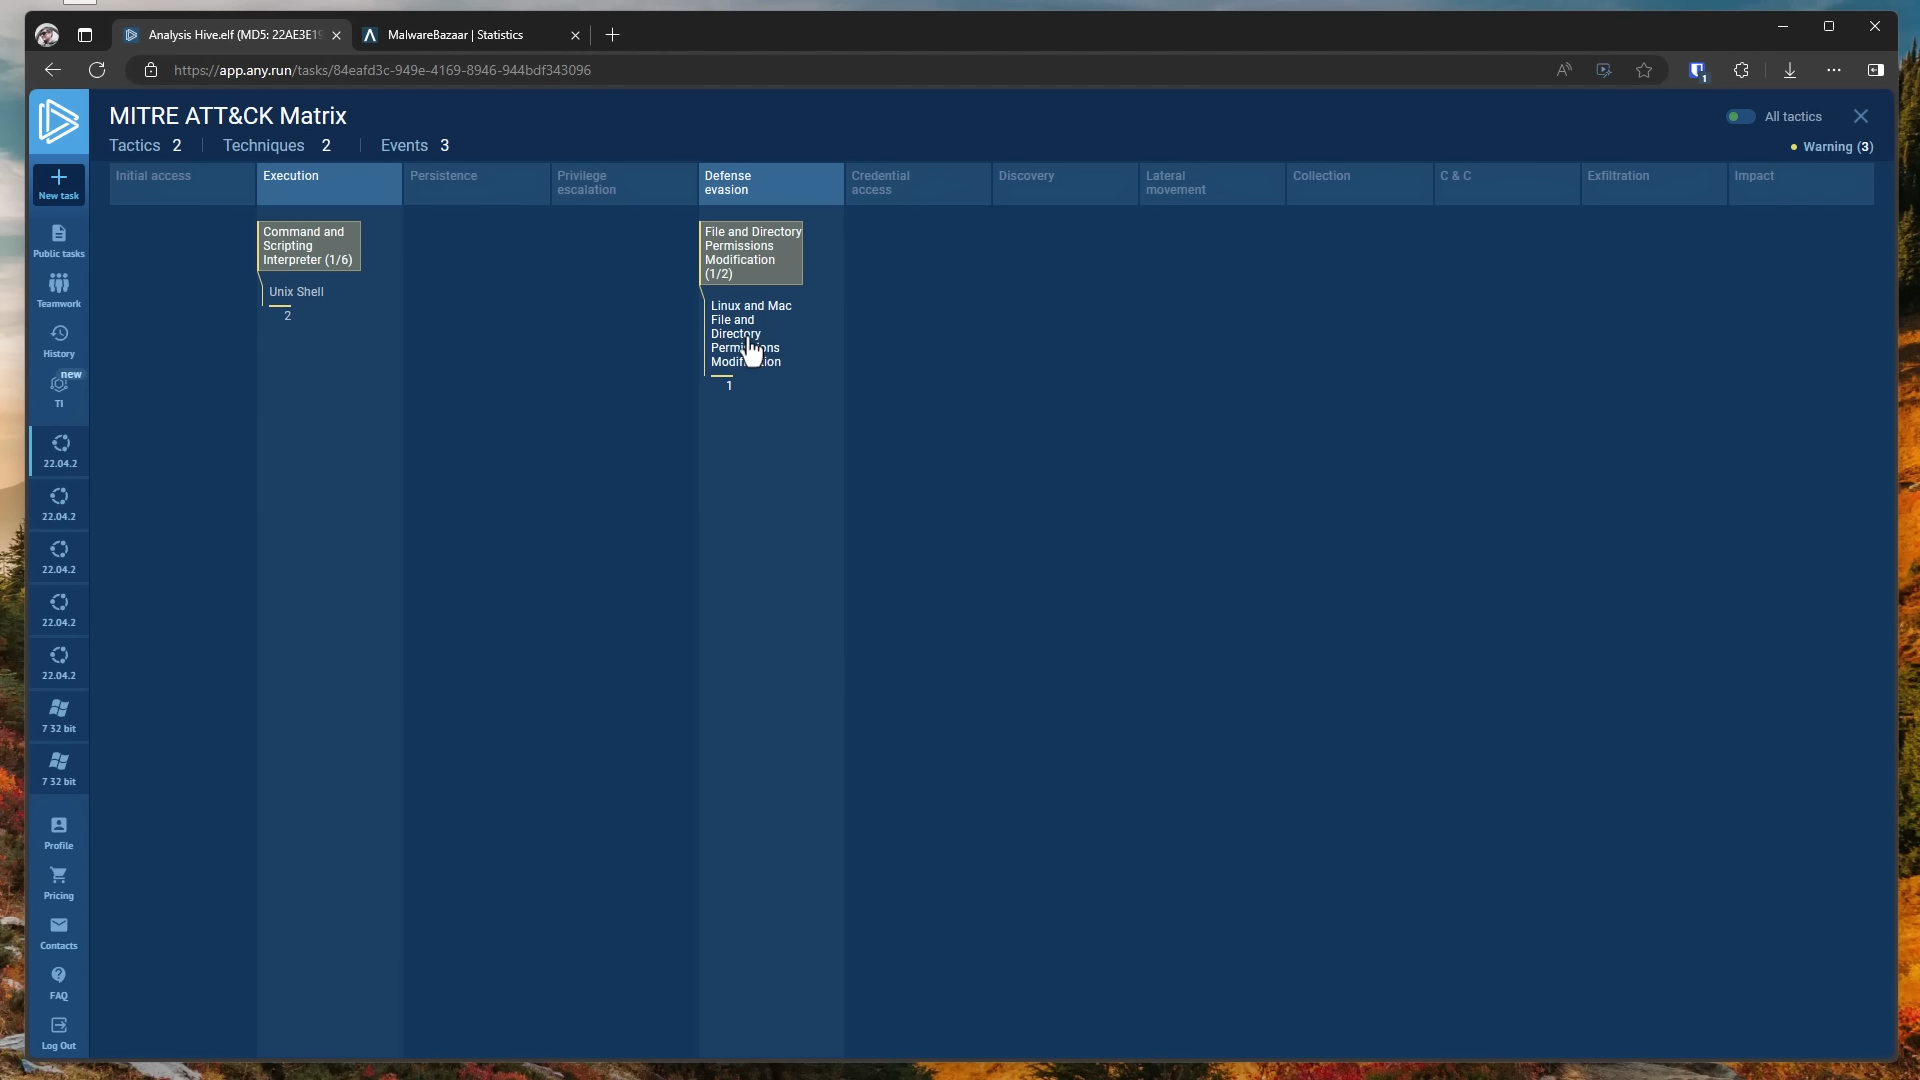 Analysis Hive.elf (MD5: 22AE3E19
MalwareBazaar | Statistics
https://app.any.run/tasks/84eafd3c-949e-4169-8946-944bdf343096
1
MITRE ATT&CK Matrix
All tactics
Tactics 2 | Techniques 2 | Events 3
Warning (3)
Initial access
Execution
Persistence
Privilege
escalation
Defense
evasion
Credential
access
Discovery
Lateral
movement
Collection
C & C
Exfiltration
Impact
Command and
Scripting
Interpreter (1/6)
Unix Shell
2
File and Directory
Permissions
Modification
(1/2)
Linux and Mac
File and
Directory
Permissions
Modification
1
New task
Public tasks
Teamwork
History
new
TI
22.04.2
22.04.2
22.04.2
22.04.2
22.04.2
7 32 bit
7 32 bit
Profile
Pricing
Contacts
FAQ
Log Out